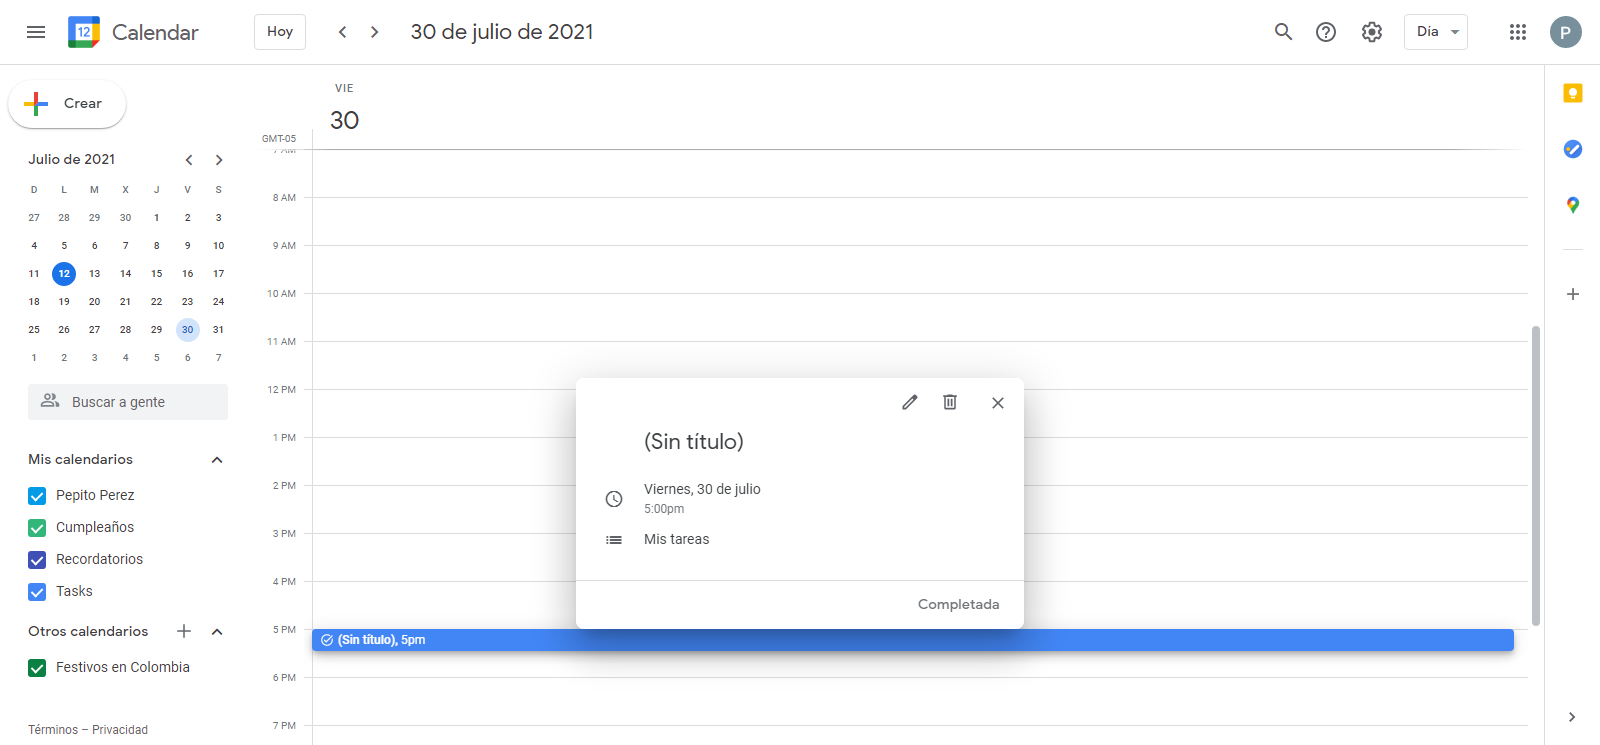 12 Calendar Hoy 30 de julio de 2021 Día P
Crear
Julio de 2021
D L M X J V S
27 28 29 30 1 2 3
4 5 6 7 8 9 10
11 12 13 14 15 16 17
18 19 20 21 22 23 24
25 26 27 28 29 30 31
1 2 3 4 5 6 7
Buscar a gente
Mis calendarios
Pepito Perez
Cumpleaños
Recordatorios
Tasks
Otros calendarios
Festivos en Colombia
Términos – Privacidad
VIE
30
GMT-05
7 AM
8 AM
9 AM
10 AM
11 AM
12 PM
1 PM
2 PM
3 PM
4 PM
5 PM
6 PM
7 PM
(Sin título)
Viernes, 30 de julio
5:00pm
Mis tareas
Completada
(Sin título), 5pm